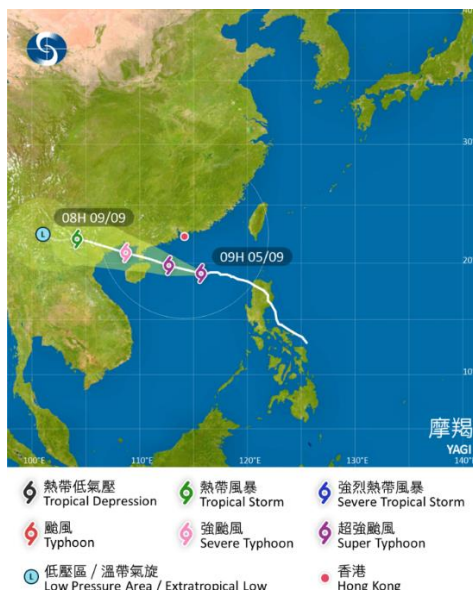 L
08H 09/09
09H 05/09
20°
10°
摩羯
YAGI
100°E
110°E
120°E
130°E
140°
熱帶低氣壓
Tropical Depression
熱帶風暴
Tropical Storm
強烈熱帶風暴
Severe Tropical Storm
颱風
Typhoon
強颱風
Severe Typhoon
超強颱風
Super Typhoon
L
低壓區 / 溫帶氣旋
Low Pressure Area / Extratropical Low
香港
Hong Kong